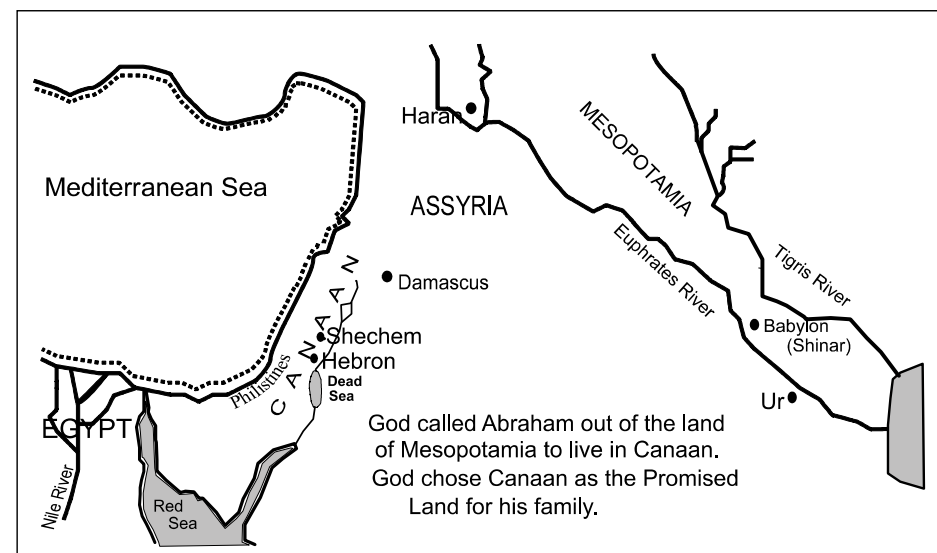 Haran
MESOPOTAMIA
Mediterranean Sea
ASSYRIA
Euphrates River
Tigris River
CANAAN
Damascus
Babylon
(Shinar)
Shechem
Hebron
Philistines
Dead
Sea
Ur
EGYPT
Nile River
Red
Sea
God called Abraham out of the land
of Mesopotamia to live in Canaan.
God chose Canaan as the Promised
Land for his family.